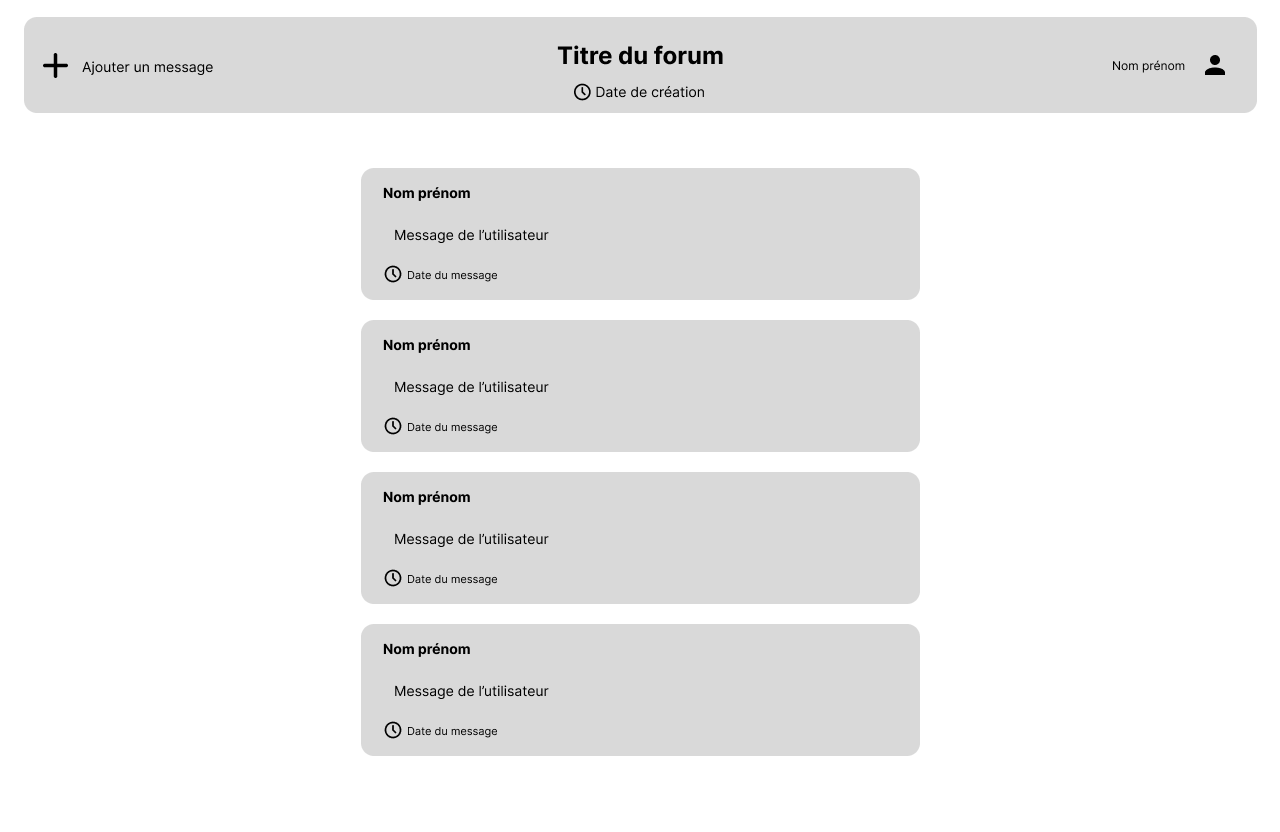 Ajouter un message
Titre du forum
Date de création
Nom prénom
Nom prénom
Message de l’utilisateur
Date du message
Nom prénom
Message de l’utilisateur
Date du message
Nom prénom
Message de l’utilisateur
Date du message
Nom prénom
Message de l’utilisateur
Date du message